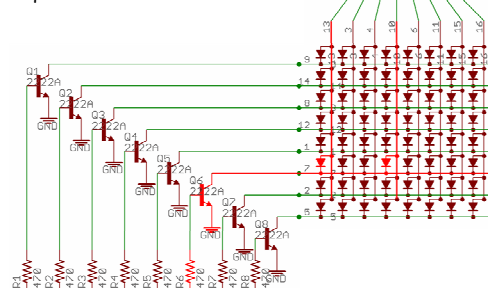 13 3 4 10 6 11 15 16
9
Q1
2222A
GND
14
Q2
2222A
GND
8
Q3
2222A
GND
12
Q4
2222A
GND
1
Q5
2222A
GND
7
Q6
2222A
GND
2
Q7
2222A
GND
5
Q8
2222A
GND
R1 470
R2 470
R3 470
R4 470
R5 470
R6 470
R7 470
R8 470